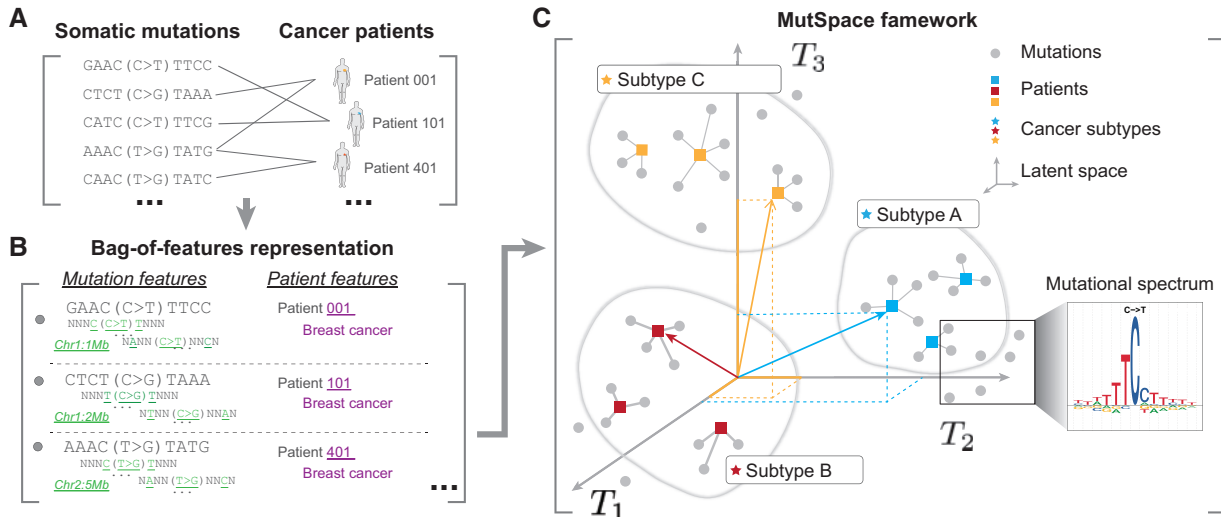 A
Somatic mutations
Cancer patients
GAAC(C>T)TTCC
CTCT(C>G)TAAA
CATC(C>T)TTCG
AAAC(T>G)TATG
CAAC(T>G)TATC
...
Patient 001
Patient 101
Patient 401
...
B
Bag-of-features representation
Mutation features
Patient features
GAAC(C>T)TTCC
NNNC(C>T)TNNN
...
Chr1:1Mb
NANN(C>T)NNCN
...
Patient 001
Breast cancer
CTCT(C>G)TAAA
NNNT(C>G)TNNN
...
Chr1:2Mb
NTNN(C>G)NNAN
...
Patient 101
Breast cancer
AAAC(T>G)TATG
NNNC(T>G)TNNN
...
Chr2:5Mb
NANN(T>G)NNCN
...
Patient 401
Breast cancer
...
C
MutSpace famework
T3
Subtype C
Mutations
Patients
Cancer subtypes
Latent space
Subtype A
Mutational spectrum
C->T
TC
T2
Subtype B
T1